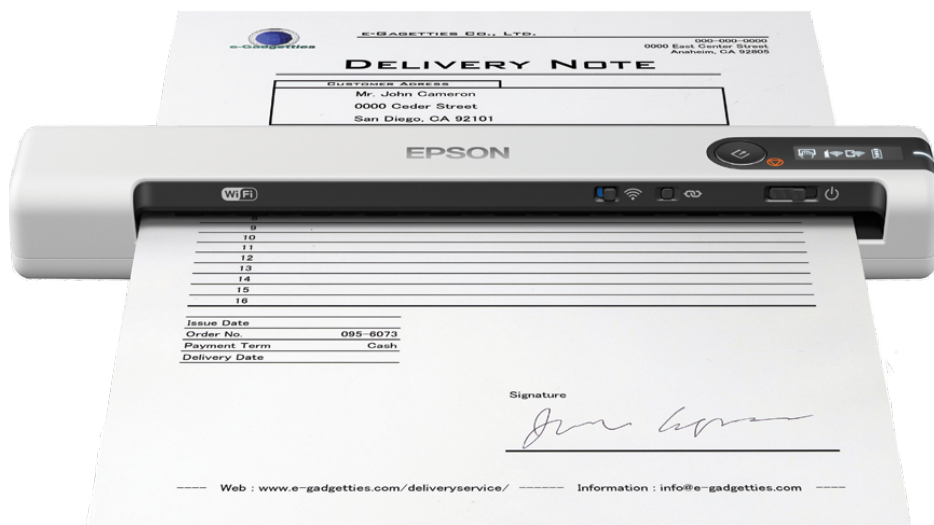 e-Gadgetties
E-GAGETTIES CO., LTD.
000-000-0000
0000 East Center Street
Anaheim, CA 92805
DELIVERY NOTE
CUSTOMER ADRESS
Mr. John Cameron
0000 Ceder Street
San Diego, CA 92101
EPSON
WiFi
8
9
10
11
12
13
14
15
16
Issue Date
Order No. 095-6073
Payment Term Cash
Delivery Date
Signature
---- Web : www.e-gadgetties.com/deliveryservice/ ------ Information : info@e-gadgetties.com ----